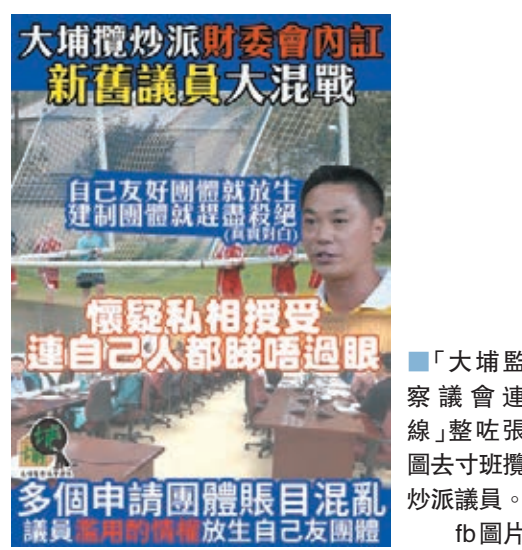 大埔攬炒派財委會內訌
新舊議員大混戰
自己友好團體就放生
建制團體就趕盡殺絕
(真實對白)
懷疑私相授受
連自己人都睇唔過眼
多個申請團體賬目混亂
議員濫用酌情權放生自己友團體
■「大埔監
察議會連
線」整咗張
圖去寸班攬
炒派議員。
fb圖片